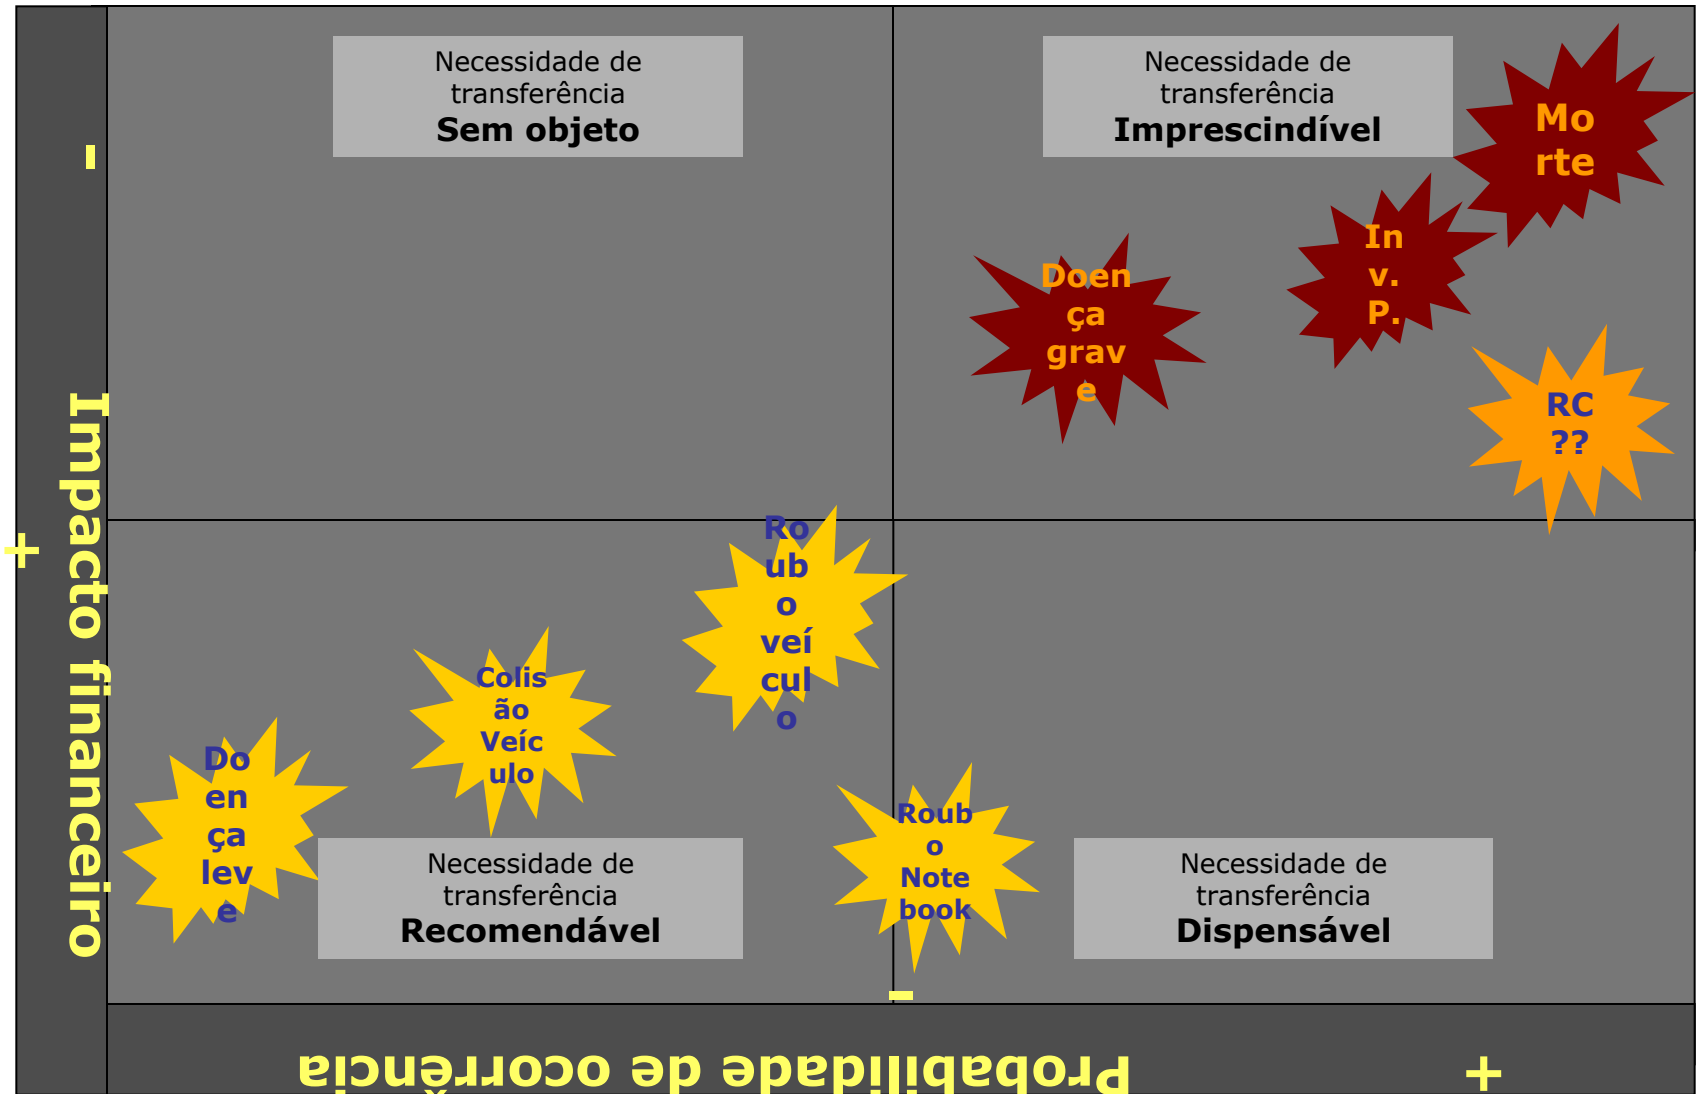 Necessidade de
transferência
Sem objeto
Necessidade de
transferência
Imprescindível
Mo
rte
-
In
v.
P.
Doen
ça
grav
e
RC
??
Impacto financeiro
+
Ro
ub
o
veí
cul
o
Colis
ão
Veíc
ulo
Do
en
ça
lev
e
Roub
o
Note
book
Necessidade de
transferência
Recomendável
Necessidade de
transferência
Dispensável
-
Probabilidade de ocorrência
+